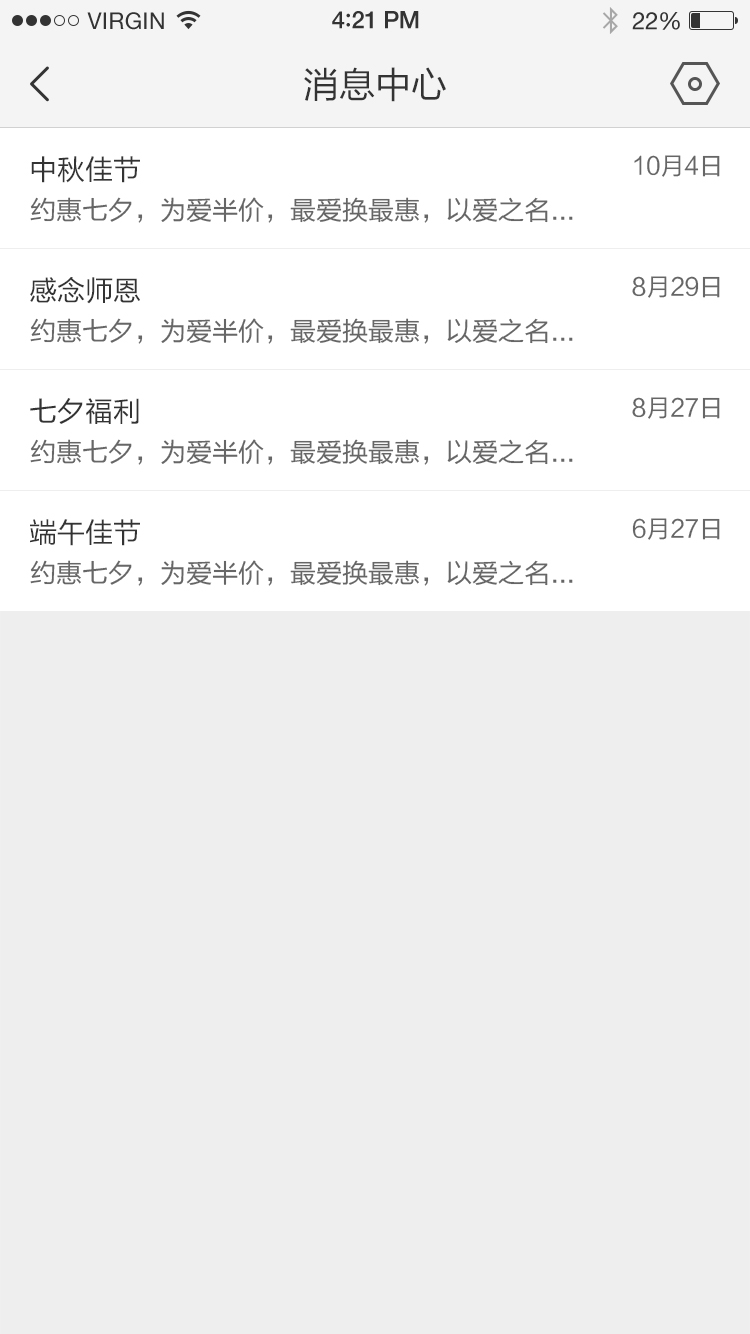 VIRGIN 4:21 PM 22%
消息中心
中秋佳节 10月4日
约惠七夕，为爱半价，最爱换最惠，以爱之名...
感念师恩 8月29日
约惠七夕，为爱半价，最爱换最惠，以爱之名...
七夕福利 8月27日
约惠七夕，为爱半价，最爱换最惠，以爱之名...
端午佳节 6月27日
约惠七夕，为爱半价，最爱换最惠，以爱之名...